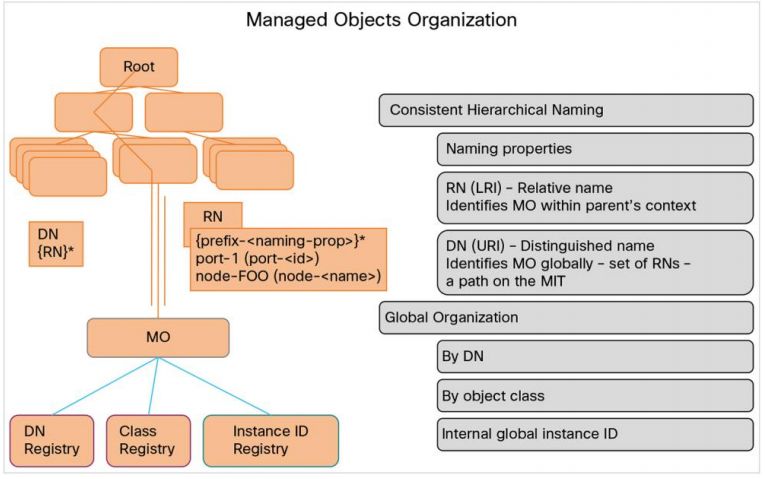 Managed Objects Organization
Root
DN
{RN}*
RN
{prefix-<naming-prop>}*
port-1 (port-<id>)
node-FOO (node-<name>)
MO
DN
Registry
Class
Registry
Instance ID
Registry
Consistent Hierarchical Naming
Naming properties
RN (LRI) – Relative name
Identifies MO within parent's context
DN (URI) – Distinguished name
Identifies MO globally – set of RNs –
a path on the MIT
Global Organization
By DN
By object class
Internal global instance ID